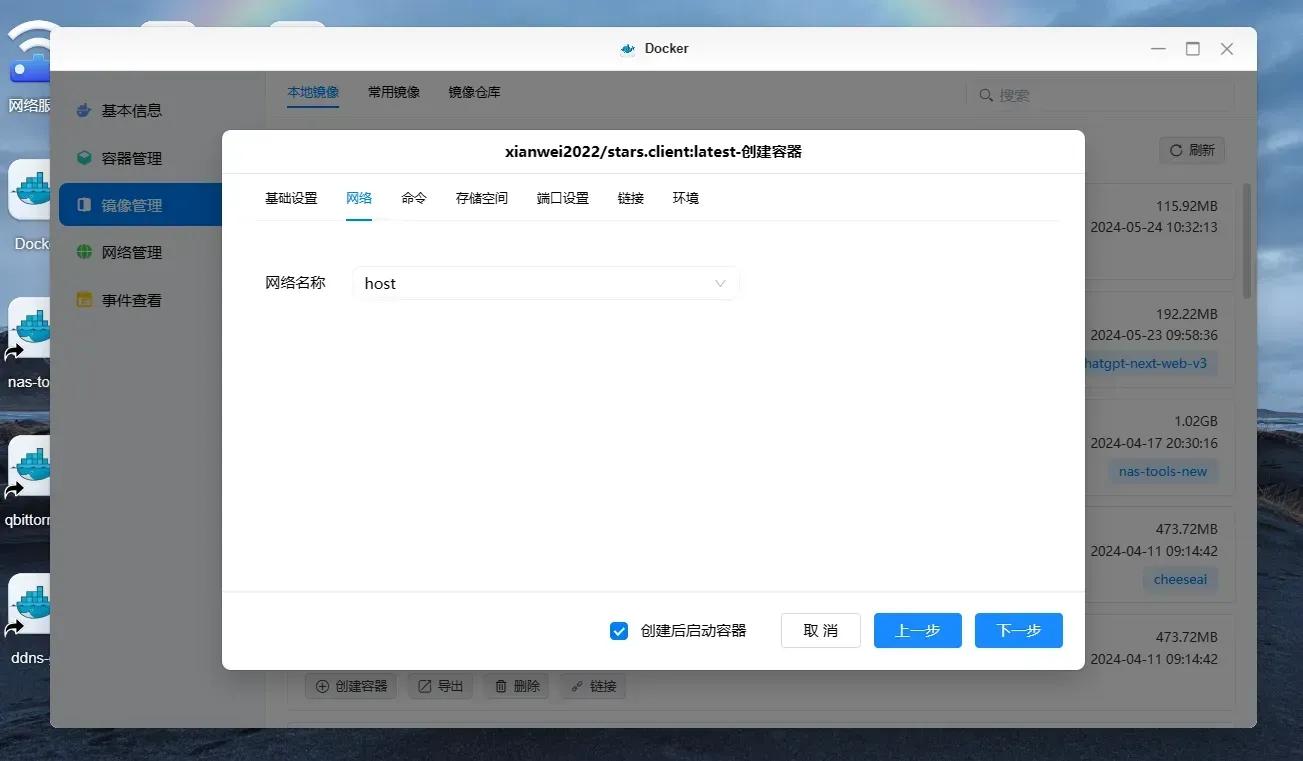 Docker
网络服
Dock
nas-to
qbittorr
ddns-
基本信息
容器管理
镜像管理
网络管理
事件查看
本地镜像 常用镜像 镜像仓库
搜索
刷新
xianwei2022/stars.client:latest-创建容器
基础设置 网络 命令 存储空间 端口设置 链接 环境
网络名称 host
创建后启动容器 取 消 上一步 下一步
115.92MB
2024-05-24 10:32:13
192.22MB
2024-05-23 09:58:36
hatgpt-next-web-v3
1.02GB
2024-04-17 20:30:16
nas-tools-new
473.72MB
2024-04-11 09:14:42
cheeseai
473.72MB
2024-04-11 09:14:42
创建容器 导出 删除 链接